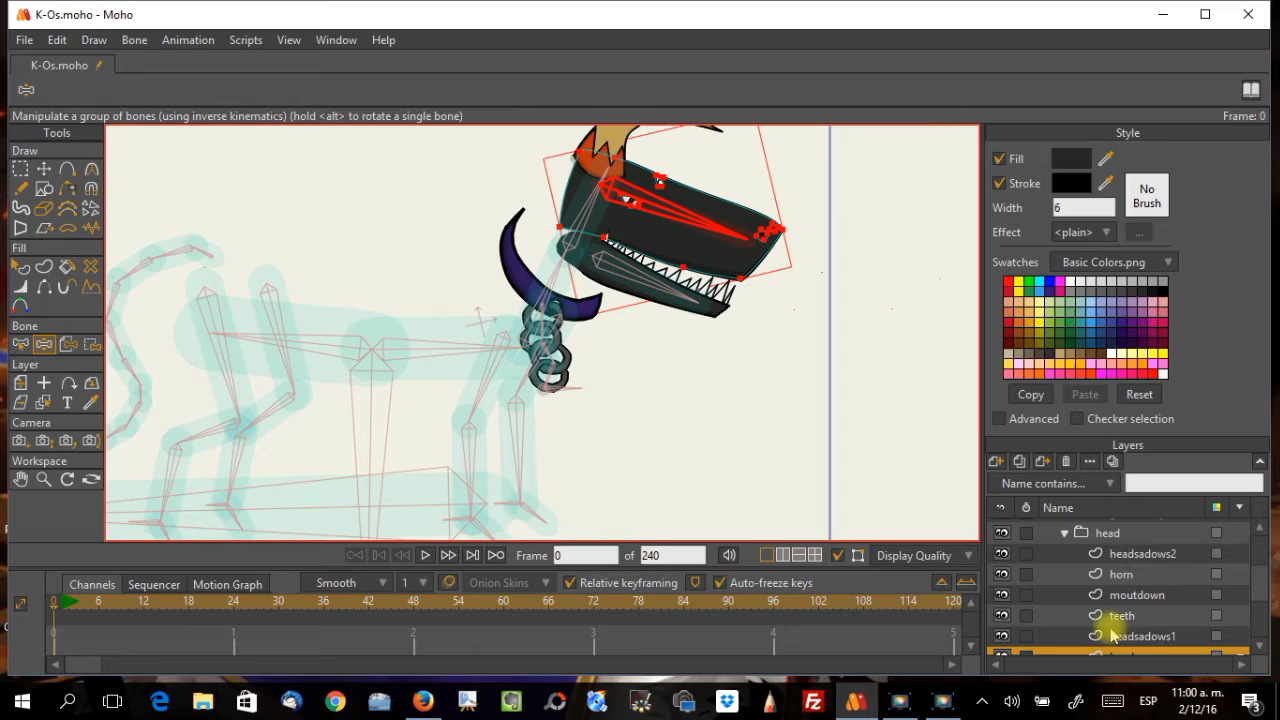 K-Os.moho - Moho
File Edit Draw Bone Animation Scripts View Window Help
K-Os.moho
Manipulate a group of bones (using inverse kinematics) (hold <alt> to rotate a single bone)
Frame: 0
Tools
Draw
Fill
Bone
Layer
Camera
Workspace
Style
Fill
Stroke
No Brush
Width 6
Effect <plain> ...
Swatches Basic Colors.png
Copy Paste Reset
Advanced Checker selection
Layers
Name contains...
Name
head
headsadows2
horn
moutdown
teeth
headsadows1
Frame 0 of 240 Display Quality
Channels Sequencer Motion Graph Smooth 1 Onion Skins Relative keyframing Auto-freeze keys
0 6 12 18 24 30 36 42 48 54 60 66 72 78 84 90 96 102 108 114 120
0 1 2 3 4 5
ESP
11:00 a. m.
2/12/16
3